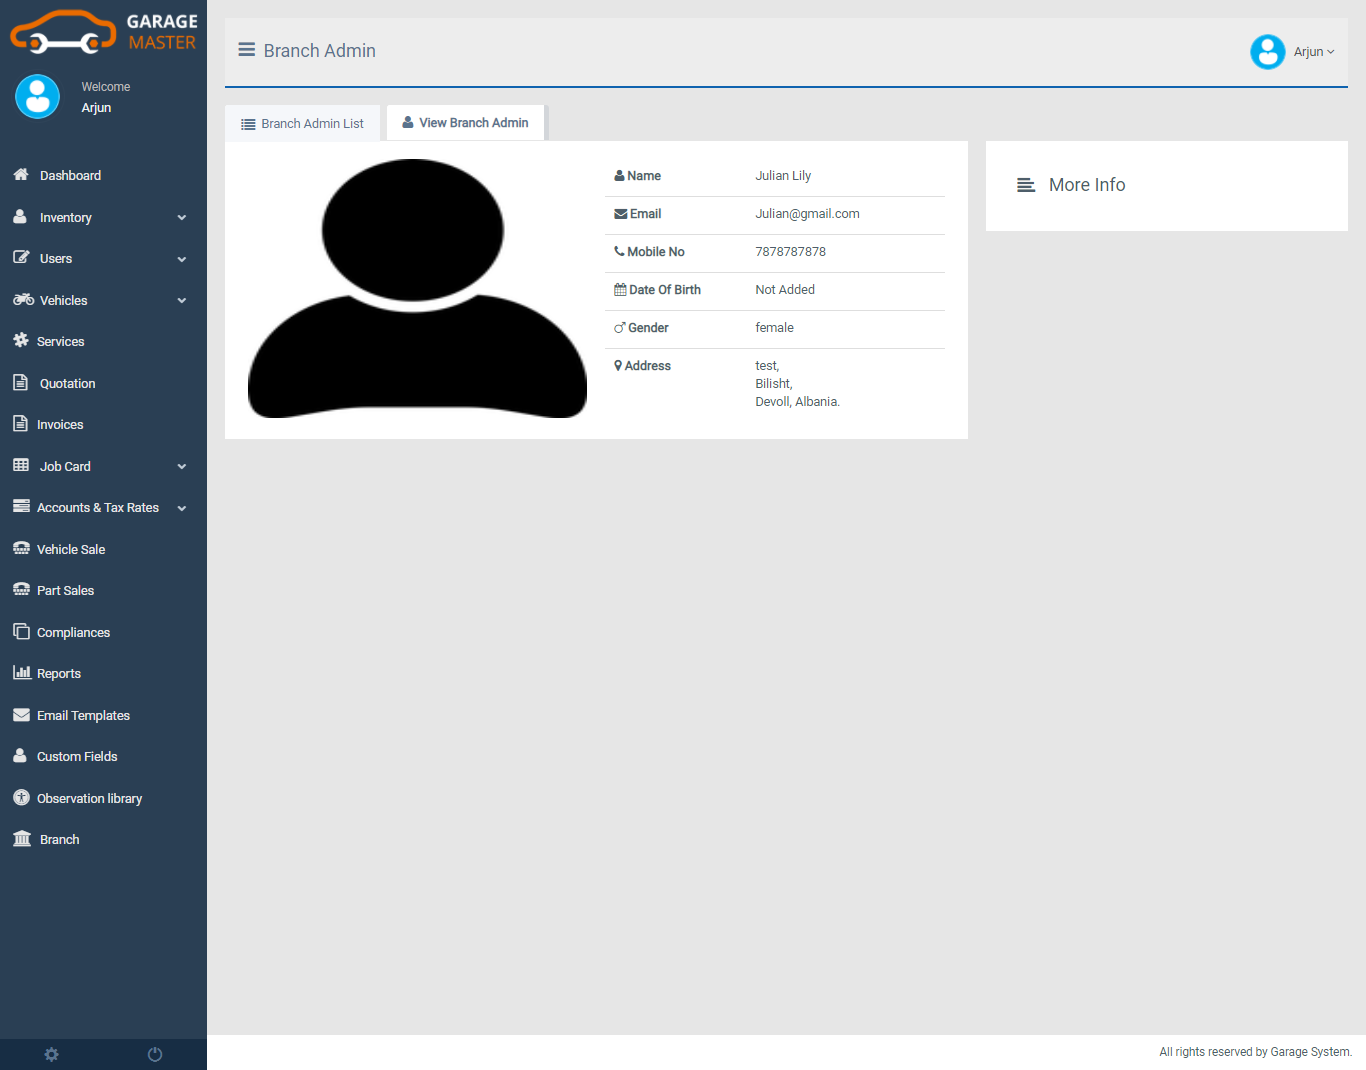 GARAGE
MASTER
Welcome
Arjun
Dashboard
Inventory
Users
Vehicles
Services
Quotation
Invoices
Job Card
Accounts & Tax Rates
Vehicle Sale
Part Sales
Compliances
Reports
Email Templates
Custom Fields
Observation library
Branch
Branch Admin
Arjun
Branch Admin List
View Branch Admin
Name Julian Lily
Email Julian@gmail.com
Mobile No 7878787878
Date Of Birth Not Added
Gender female
Address test,
Bilisht,
Devoll, Albania.
More Info
All rights reserved by Garage System.